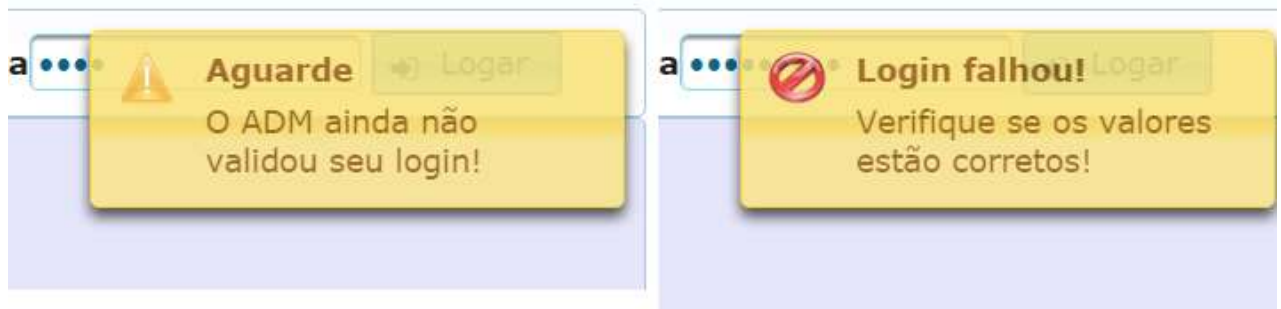 a •••• Logar
Aguarde
O ADM ainda não
validou seu login!
a Logar
Login falhou!
Verifique se os valores
estão corretos!